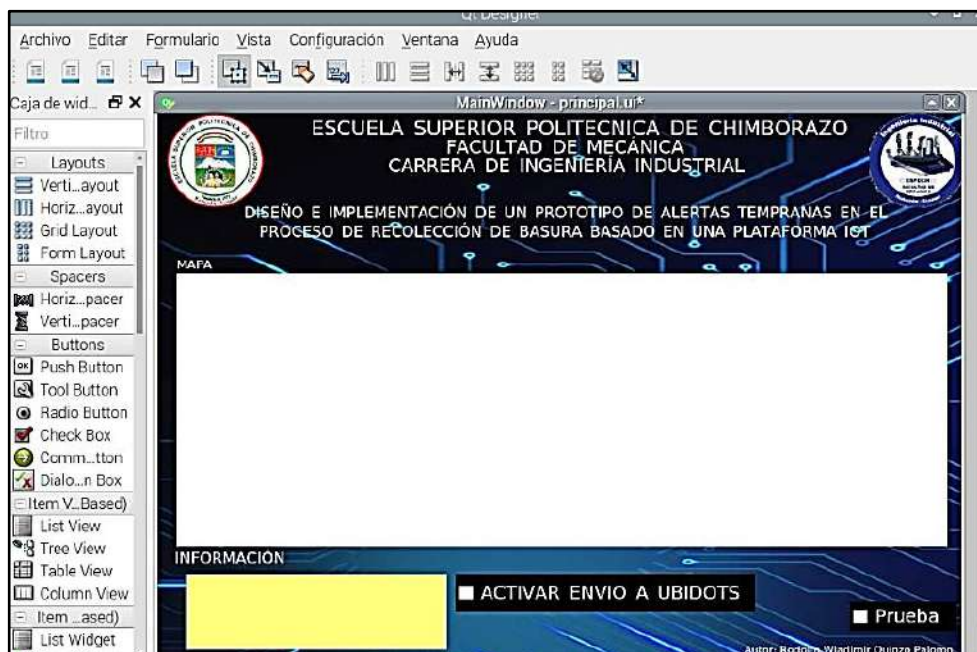 Qt Designer
Archivo Editar Formulario Vista Configuración Ventana Ayuda
Caja de wid...
MainWindow - principal.ui*
Filtro
Layouts
Verti...ayout
Horiz...ayout
Grid Layout
Form Layout
Spacers
Horiz...pacer
Verti...pacer
Buttons
Push Button
Tool Button
Radio Button
Check Box
Comm...tton
Dialo...n Box
Item V...Based)
List View
Tree View
Table View
Column View
Item ...ased)
List Widget
ESCUELA SUPERIOR POLITECNICA DE CHIMBORAZO
FACULTAD DE MECÁNICA
CARRERA DE INGENIERÍA INDUSTRIAL
Ingeniería Industrial
DISEÑO E IMPLEMENTACIÓN DE UN PROTOTIPO DE ALERTAS TEMPRANAS EN EL
PROCESO DE RECOLECCIÓN DE BASURA BASADO EN UNA PLATAFORMA IOT
MAPA
INFORMACIÓN
ACTIVAR ENVIO A UBIDOTS
Prueba
Autor: Rodolfo Wladimir Quinzo Palomo